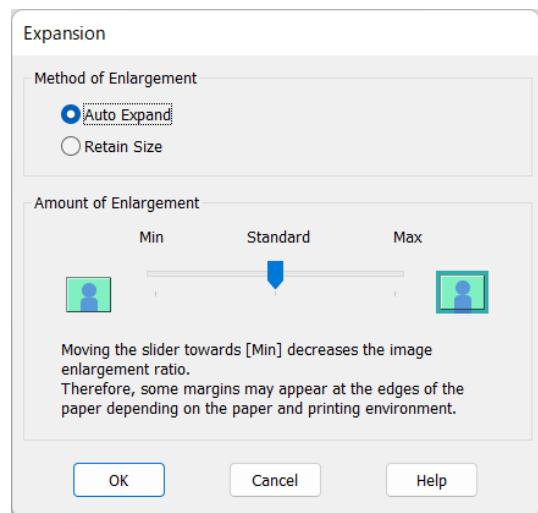 Expansion
Method of Enlargement
Auto Expand
Retain Size
Amount of Enlargement
Min Standard Max
Moving the slider towards [Min] decreases the image
enlargement ratio.
Therefore, some margins may appear at the edges of the
paper depending on the paper and printing environment.
OK Cancel Help